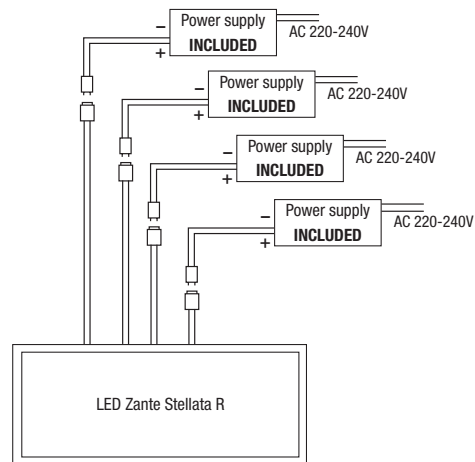 − Power supply
+ INCLUDED
AC 220-240V
− Power supply
+ INCLUDED
AC 220-240V
− Power supply
+ INCLUDED
AC 220-240V
− Power supply
+ INCLUDED
AC 220-240V
LED Zante Stellata R